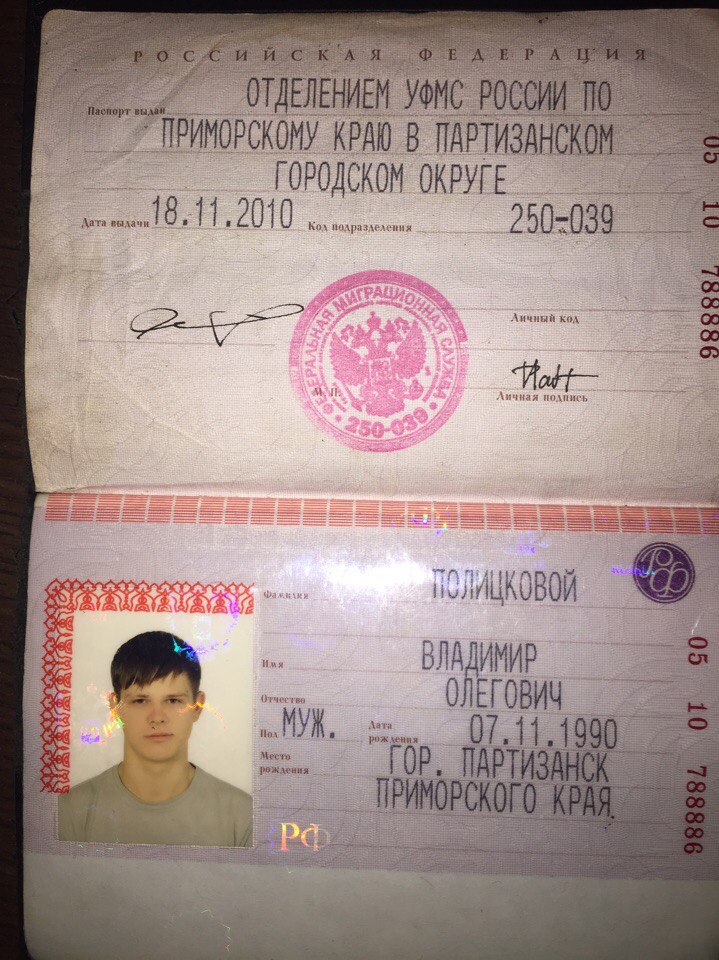 РОССИЙСКАЯ ФЕДЕРАЦИЯ
Паспорт выдан ОТДЕЛЕНИЕМ УФМС РОССИИ ПО
ПРИМОРСКОМУ КРАЮ В ПАРТИЗАНСКОМ
ГОРОДСКОМ ОКРУГЕ
Дата выдачи 18.11.2010 Код подразделения 250-039
05 10 788886
ФЕДЕРАЛЬНАЯ МИГРАЦИОННАЯ СЛУЖБА
250-039
М.П.
Личный код
Личная подпись
Фамилия ПОЛИЦКОВОЙ
Имя ВЛАДИМИР
Отчество ОЛЕГОВИЧ
Пол МУЖ. Дата рождения 07.11.1990
Место рождения ГОР. ПАРТИЗАНСК
ПРИМОРСКОГО КРАЯ
05 10 788886
РФ
РФ